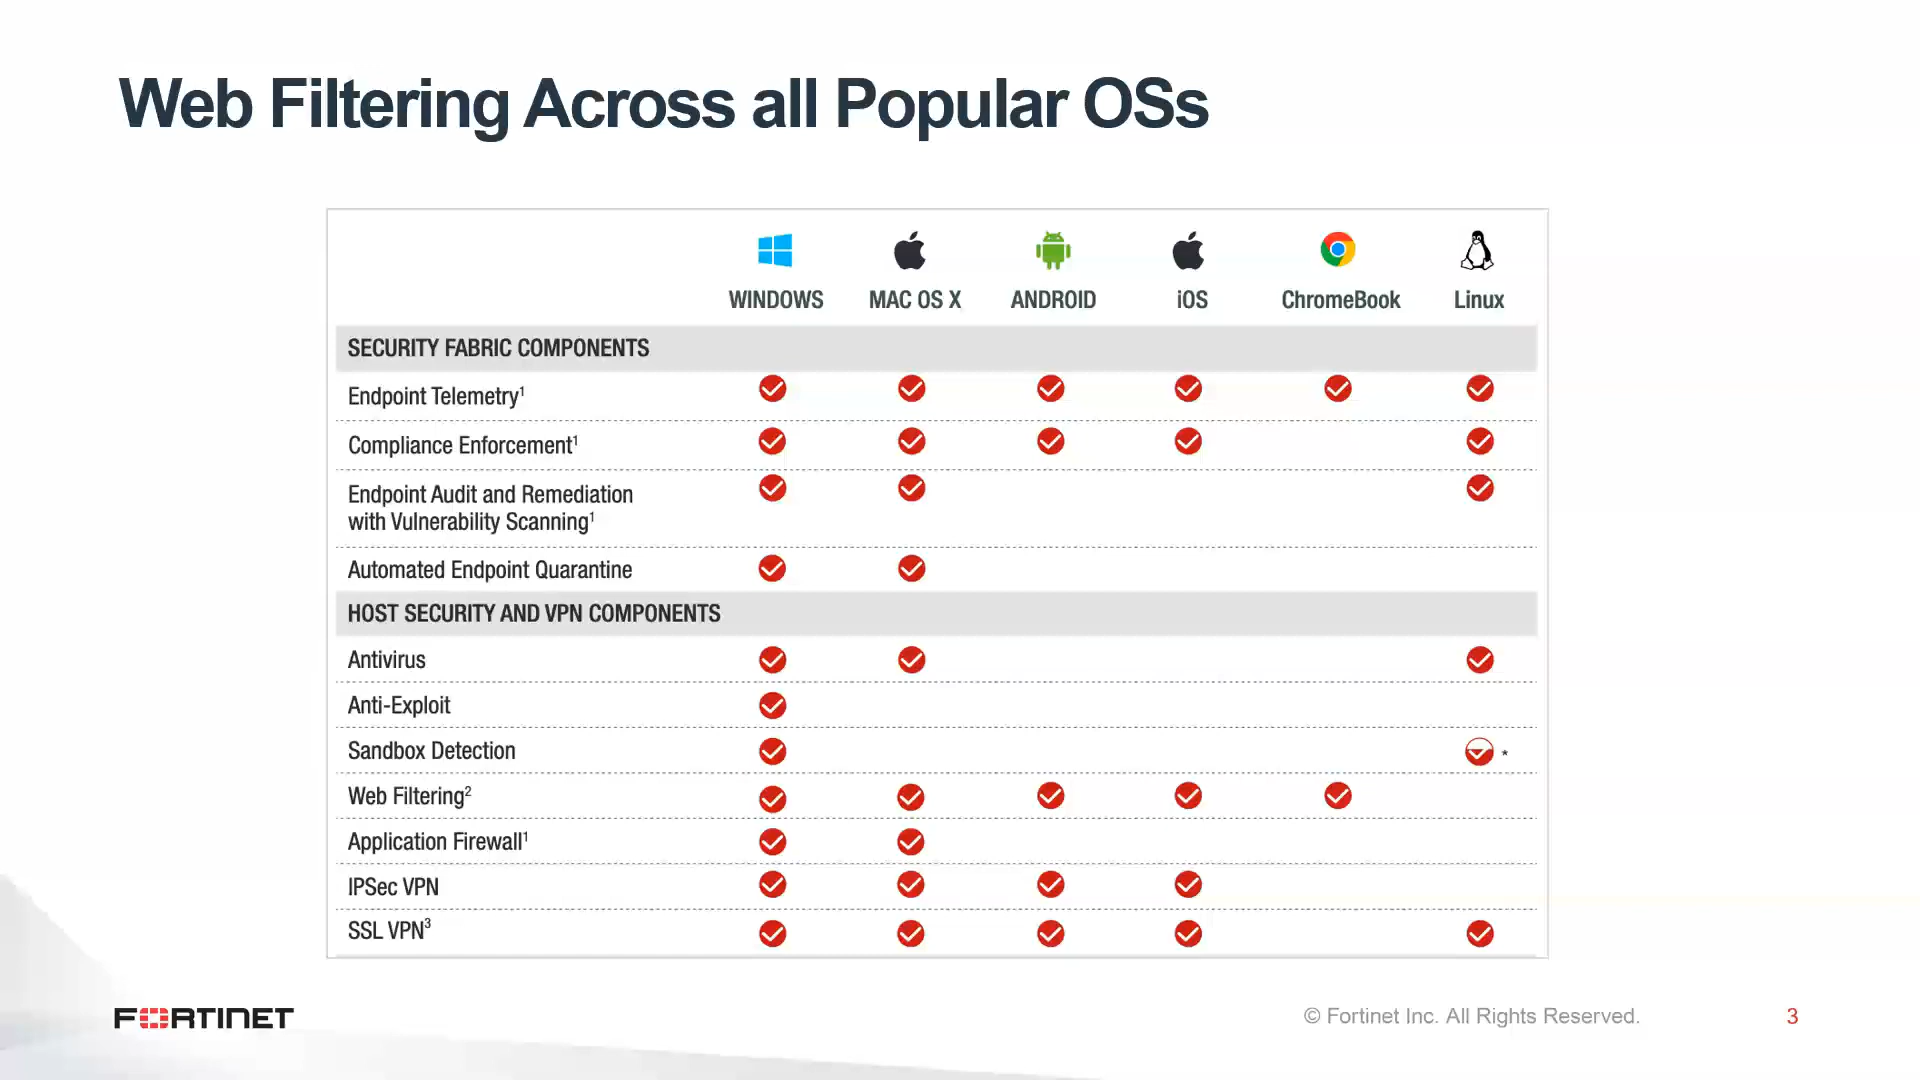 Web Filtering Across all Popular OSs
WINDOWS MAC OS X ANDROID iOS ChromeBook Linux
SECURITY FABRIC COMPONENTS
Endpoint Telemetry¹
Compliance Enforcement¹
Endpoint Audit and Remediation
with Vulnerability Scanning¹
Automated Endpoint Quarantine
HOST SECURITY AND VPN COMPONENTS
Antivirus
Anti-Exploit
Sandbox Detection *
Web Filtering²
Application Firewall¹
IPSec VPN
SSL VPN³
FORTINET
© Fortinet Inc. All Rights Reserved.
3